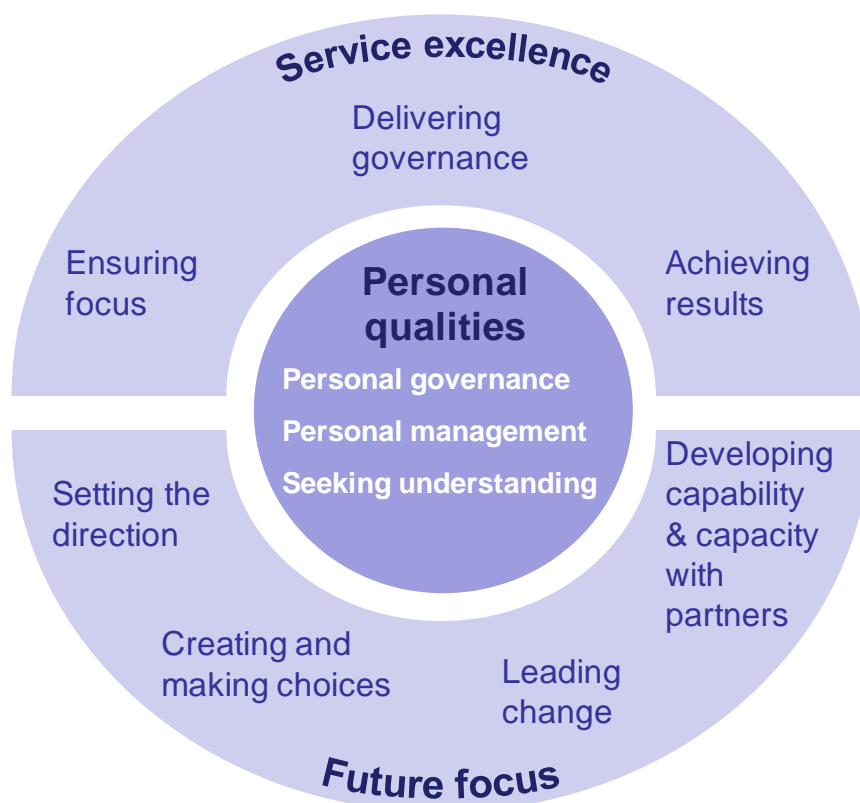 Service excellence
Delivering
governance
Ensuring
focus
Achieving
results
Personal
qualities
Personal governance
Personal management
Seeking understanding
Setting the
direction
Developing
capability
& capacity
with
partners
Creating and
making choices
Leading
change
Future focus